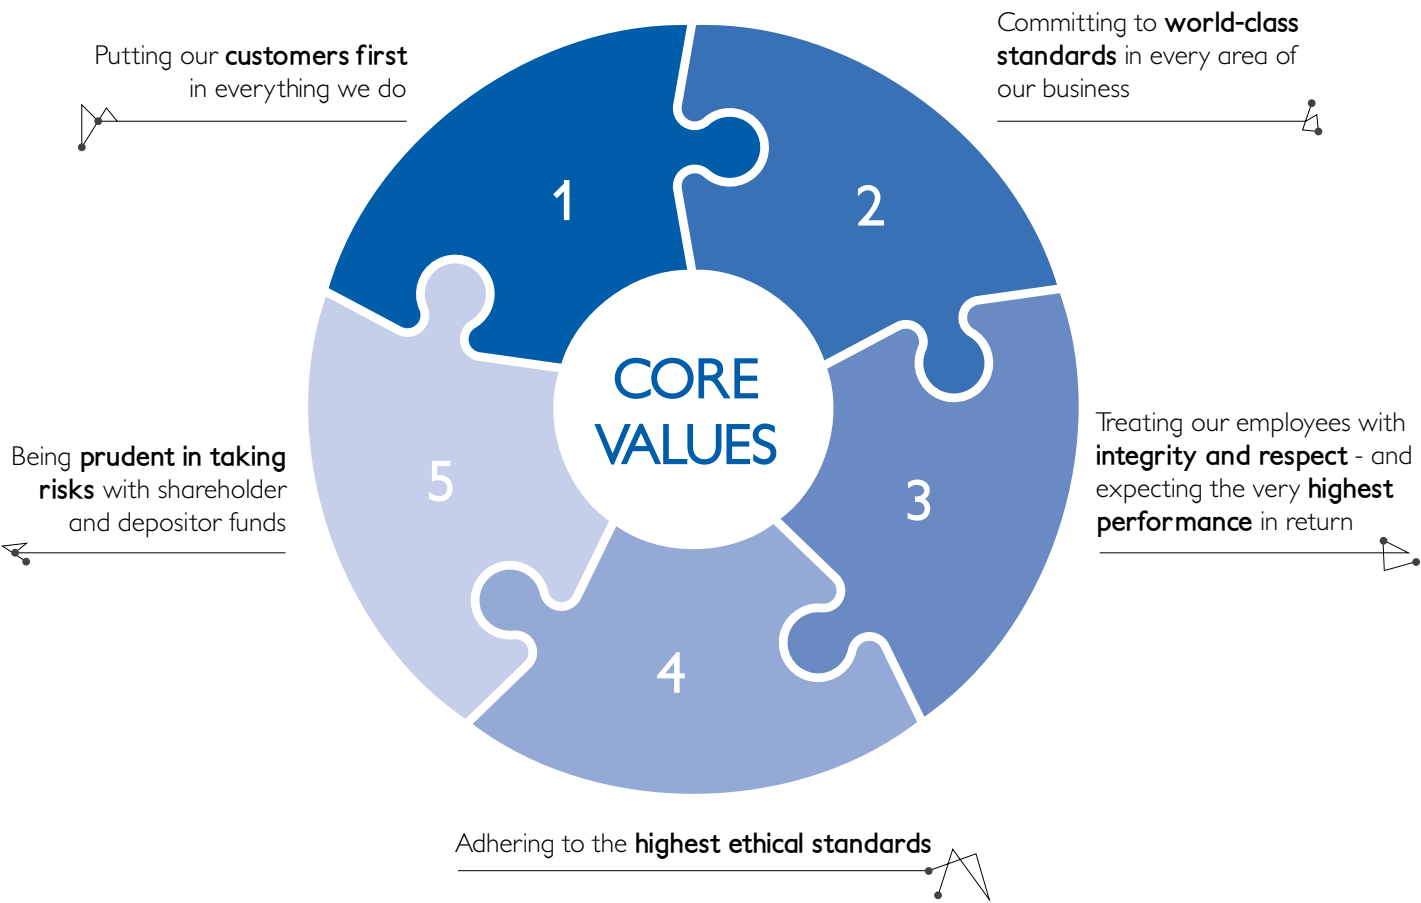 Putting our customers first
in everything we do
Committing to world-class
standards in every area of
our business
1
2
CORE
VALUES
Treating our employees with
integrity and respect - and
expecting the very highest
performance in return
3
Being prudent in taking
risks with shareholder
and depositor funds
5
4
Adhering to the highest ethical standards